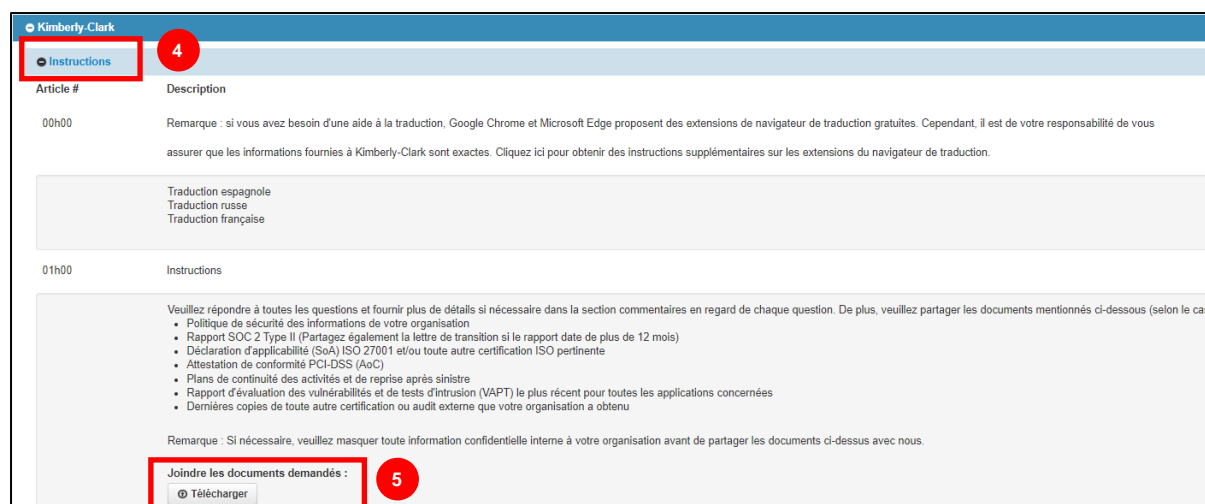 Kimberly-Clark
Instructions
4
Article # Description
00h00 Remarque : si vous avez besoin d'une aide à la traduction, Google Chrome et Microsoft Edge proposent des extensions de navigateur de traduction gratuites. Cependant, il est de votre responsabilité de vous
assurer que les informations fournies à Kimberly-Clark sont exactes. Cliquez ici pour obtenir des instructions supplémentaires sur les extensions du navigateur de traduction.
Traduction espagnole
Traduction russe
Traduction française
01h00 Instructions
Veuillez répondre à toutes les questions et fournir plus de détails si nécessaire dans la section commentaires en regard de chaque question. De plus, veuillez partager les documents mentionnés ci-dessous (selon le cas
• Politique de sécurité des informations de votre organisation
• Rapport SOC 2 Type II (Partagez également la lettre de transition si le rapport date de plus de 12 mois)
• Déclaration d'applicabilité (SoA) ISO 27001 et/ou toute autre certification ISO pertinente
• Attestation de conformité PCI-DSS (AoC)
• Plans de continuité des activités et de reprise après sinistre
• Rapport d'évaluation des vulnérabilités et de tests d'intrusion (VAPT) le plus récent pour toutes les applications concernées
• Dernières copies de toute autre certification ou audit externe que votre organisation a obtenu
Remarque : Si nécessaire, veuillez masquer toute information confidentielle interne à votre organisation avant de partager les documents ci-dessus avec nous.
Joindre les documents demandés :
5
Télécharger